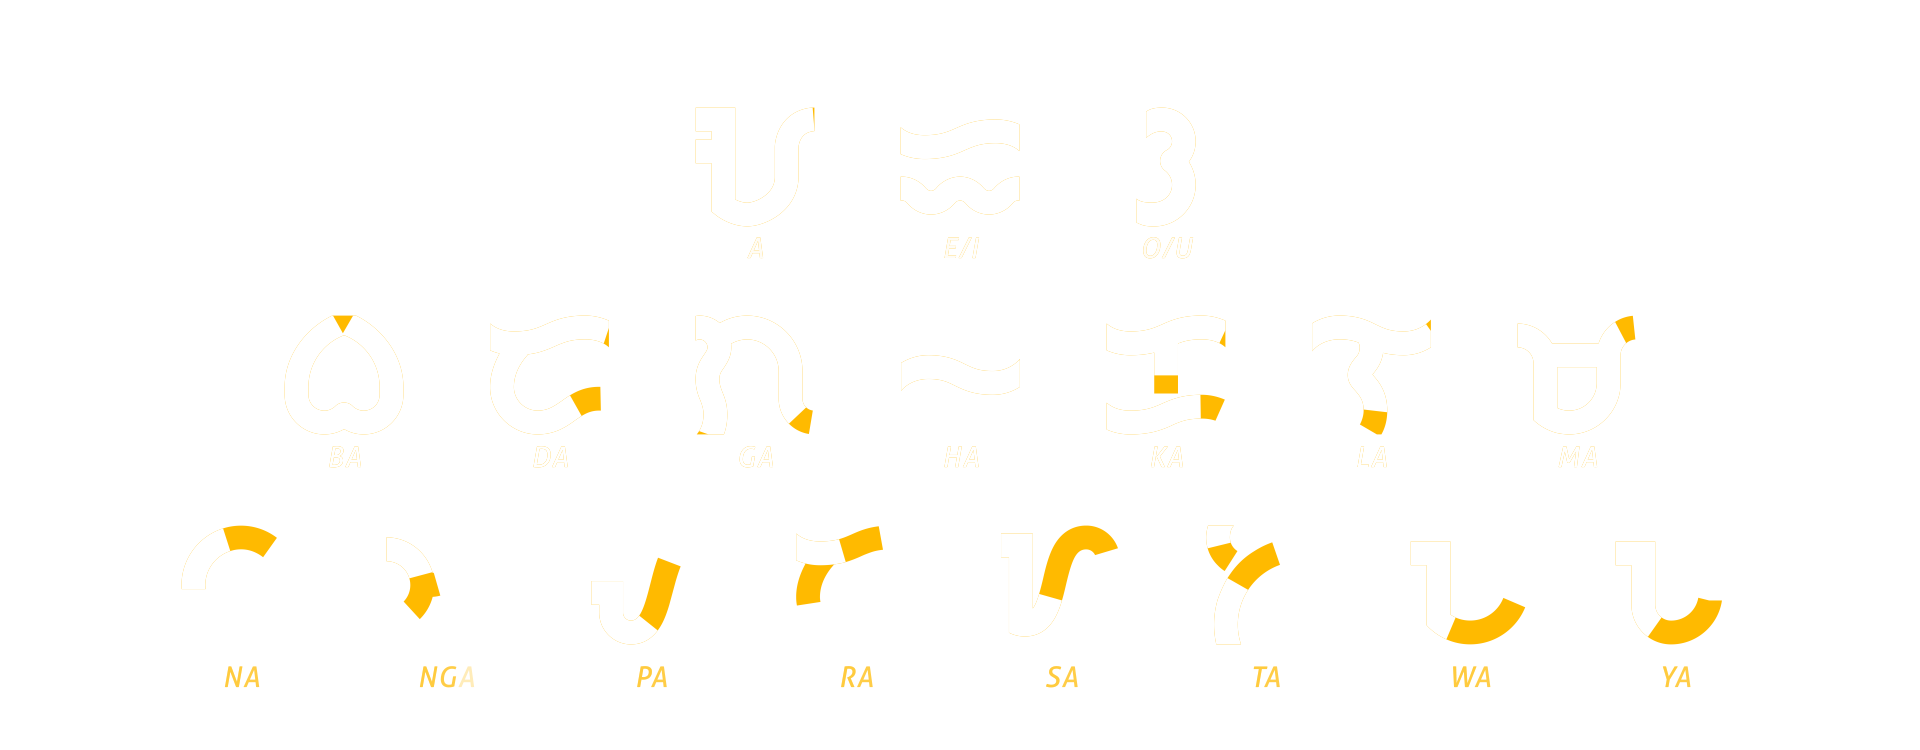 ᜀ ᜁ ᜂ
A E/I O/U
ᜊ ᜇ ᜄ ᜑ ᜃ ᜎ ᜋ
BA DA GA HA KA LA MA
NA NGA PA RA SA TA WA YA